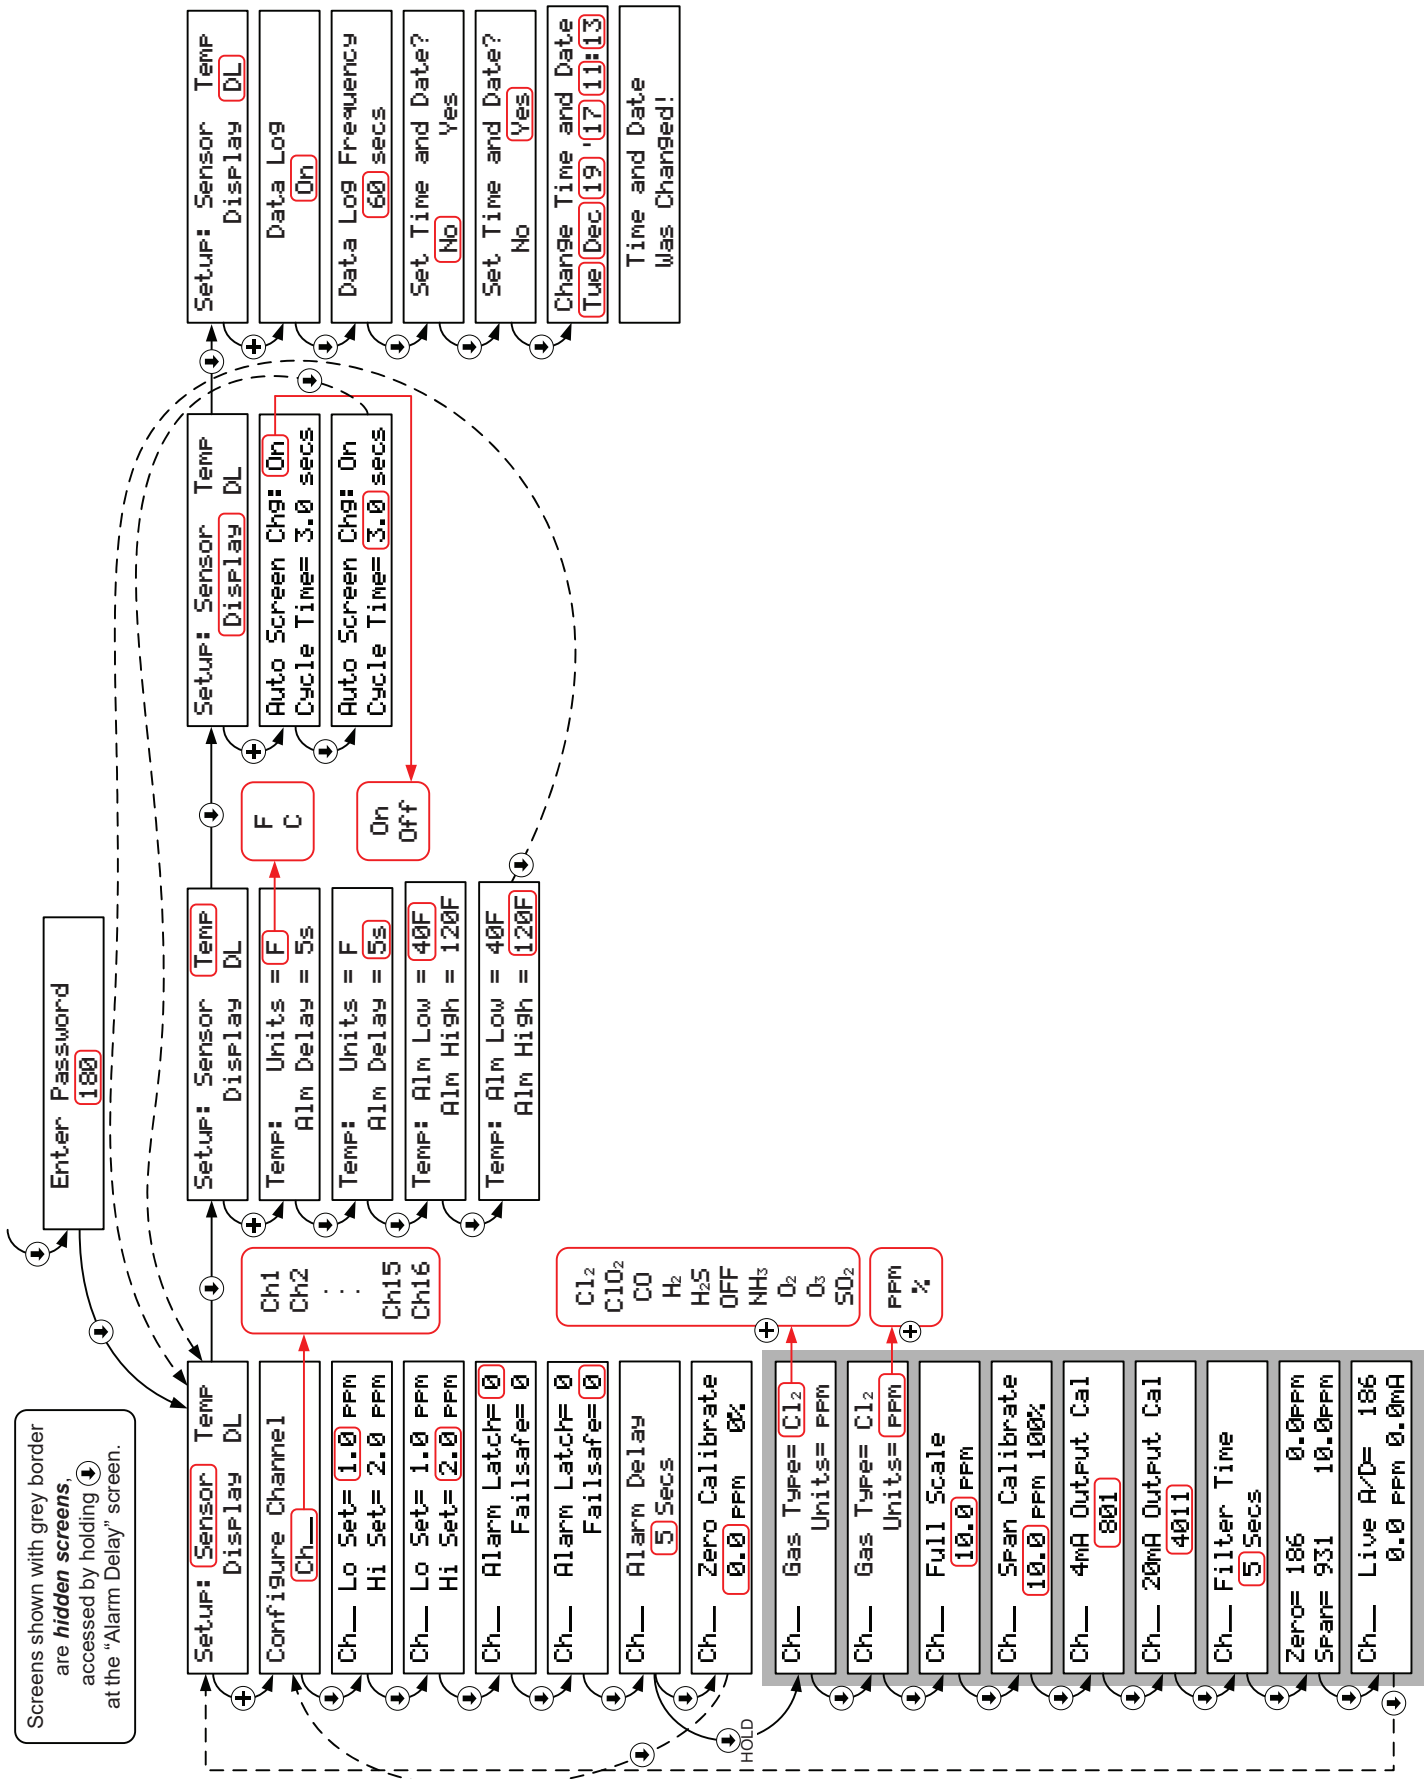 Screens shown with grey border
are hidden screens,
accessed by holding
at the “Alarm Delay” screen.
Enter Password
180
Setup: Sensor Temp
Display DL
Configure Channel
Ch__
Ch1
Ch2
. . .
Ch15
Ch16
Ch__ Lo Set= 1.0 PPM
Hi Set= 2.0 PPM
Ch__ Lo Set= 1.0 PPM
Hi Set= 2.0 PPM
Ch__ Alarm Latch= 0
Failsafe= 0
Ch__ Alarm Latch= 0
Failsafe= 0
Ch__ Alarm Delay
5 Secs
Ch__ Zero Calibrate
0.0 PPM 0%
HOLD
Ch__ Gas Type= Cl₂
Units= PPM
Cl₂
ClO₂
CO
H₂
H₂S
OFF
NH₃
O₂
O₃
SO₂
Ch__ Gas Type= Cl₂
Units= PPM
PPM
%
Ch__ Full Scale
10.0 PPM
Ch__ Span Calibrate
10.0 PPM 100%
Ch__ 4mA Output Cal
801
Ch__ 20mA Output Cal
4011
Ch__ Filter Time
5 Secs
Zero= 186 0.0PPM
Span= 931 10.0PPM
Ch__ Live A/D= 186
0.0 PPM 0.0mA
Setup: Sensor Temp
Display DL
Temp: Units = F
Alm Delay = 5s
F
C
Temp: Units = F
Alm Delay = 5s
Temp: Alm Low = 40F
Alm High = 120F
Temp: Alm Low = 40F
Alm High = 120F
Setup: Sensor Temp
Display DL
Auto Screen Chg: On
Cycle Time= 3.0 secs
On
Off
Auto Screen Chg: On
Cycle Time= 3.0 secs
Setup: Sensor Temp
Display DL
Data Log
On
Data Log Frequency
60 secs
Set Time and Date?
No Yes
Set Time and Date?
No Yes
Change Time and Date
Tue Dec 19 '17 11:13
Time and Date
Was Changed!